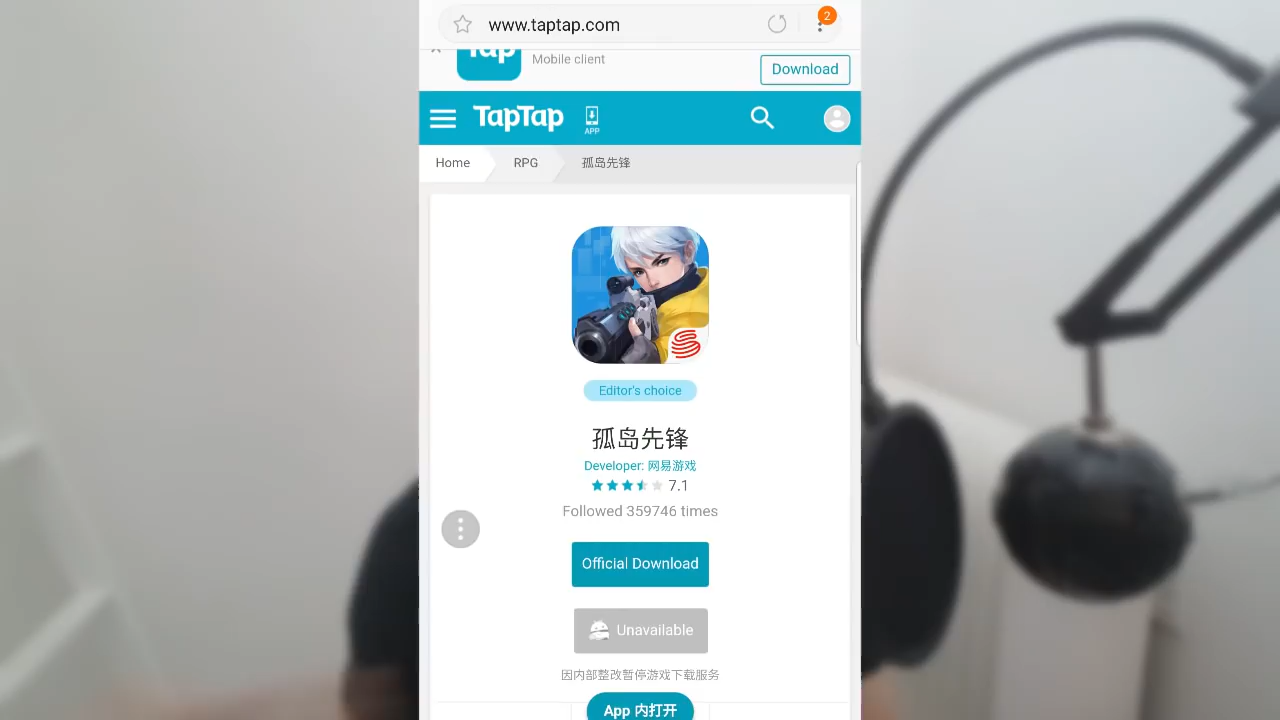 www.taptap.com
2
Tap
Mobile client
Download
TapTap
APP
Home
RPG
孤岛先锋
Editor's choice
孤岛先锋
Developer: 网易游戏
7.1
Followed 359746 times
Official Download
Unavailable
因内部整改暂停游戏下载服务
App 内打开